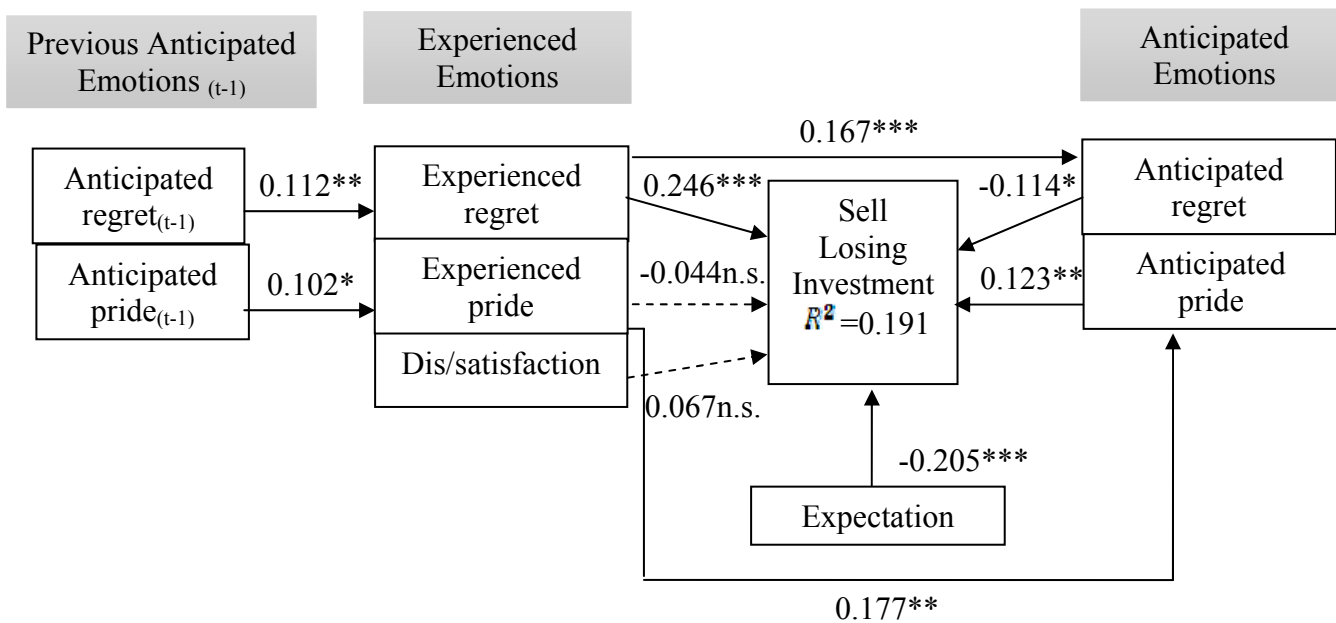 Previous Anticipated
Emotions (t-1)
Experienced
Emotions
Anticipated
Emotions
0.167***
Anticipated
regret(t-1)
0.112**
Experienced
regret
0.246***
Sell
Losing
Investment
R² =0.191
-0.114*
Anticipated
regret
Anticipated
pride(t-1)
0.102*
Experienced
pride
-0.044n.s.
0.123**
Anticipated
pride
Dis/satisfaction
0.067n.s.
-0.205***
Expectation
0.177**